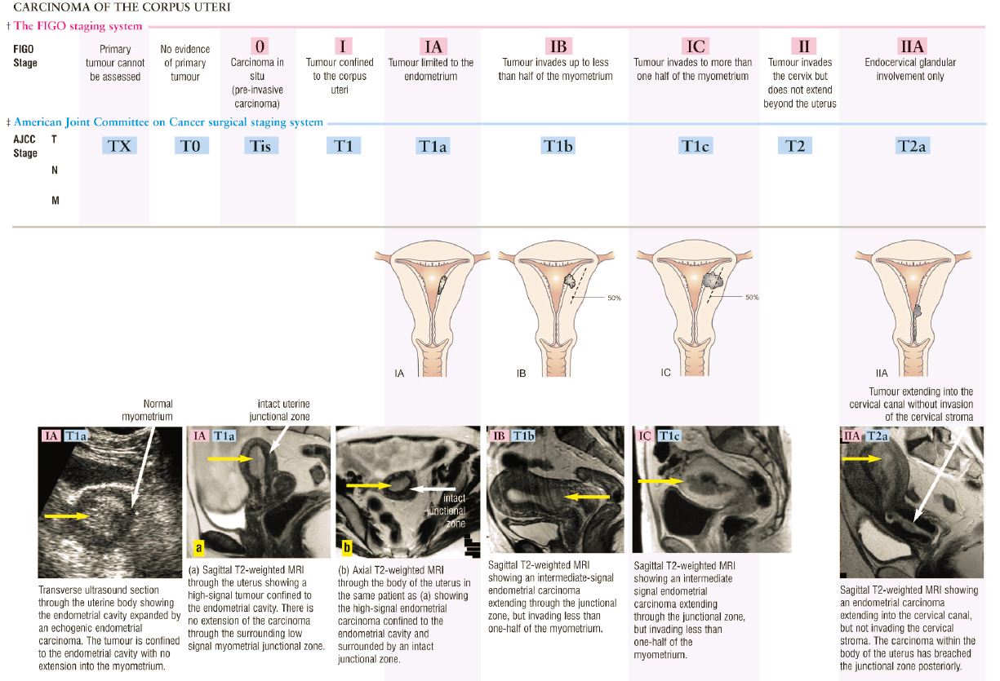 CARCINOMA OF THE CORPUS UTERI
† The FIGO staging system
FIGO
Stage
Primary
tumour cannot
be assessed
No evidence
of primary
tumour
0
Carcinoma in
situ
(pre-invasive
carcinoma)
I
Tumour confined
to the corpus
uteri
IA
Tumour limited to the
endometrium
IB
Tumour invades up to less
than half of the myometrium
IC
Tumour invades to more than
one half of the myometrium
II
Tumour invades
the cervix but
does not extend
beyond the uterus
IIA
Endocervical glandular
involvement only
‡ American Joint Committee on Cancer surgical staging system
AJCC
Stage
T
N
M
TX
T0
Tis
T1
T1a
T1b
T1c
T2
T2a
IA
50%
IB
50%
IC
IIA
Normal
myometrium
IA T1a
Transverse ultrasound section
through the uterine body showing
the endometrial cavity expanded by
an echogenic endometrial
carcinoma. The tumour is confined
to the endometrial cavity with no
extension into the myometrium.
intact uterine
junctional zone
IA T1a
a
(a) Sagittal T2-weighted MRI
through the uterus showing a
high-signal tumour confined to
the endometrial cavity. There is
no extension of the carcinoma
through the surrounding low
signal myometrial junctional zone.
intact
junctional
zone
b
(b) Axial T2-weighted MRI
through the body of the uterus in
the same patient as (a) showing
the high-signal endometrial
carcinoma confined to the
endometrial cavity and
surrounded by an intact
junctional zone.
IB T1b
Sagittal T2-weighted MRI
showing an intermediate-signal
endometrial carcinoma
extending through the junctional
zone, but invading less than
one-half of the myometrium.
IC T1c
Sagittal T2-weighted MRI
showing an intermediate
signal endometrial
carcinoma extending
through the junctional zone,
but invading less than
one-half of the
myometrium.
Tumour extending into the
cervical canal without invasion
of the cervical stroma
IIA T2a
Sagittal T2-weighted MRI showing
an endometrial carcinoma
extending into the cervical canal,
but not invading the cervical
stroma. The carcinoma within the
body of the uterus has breached
the junctional zone posteriorly.